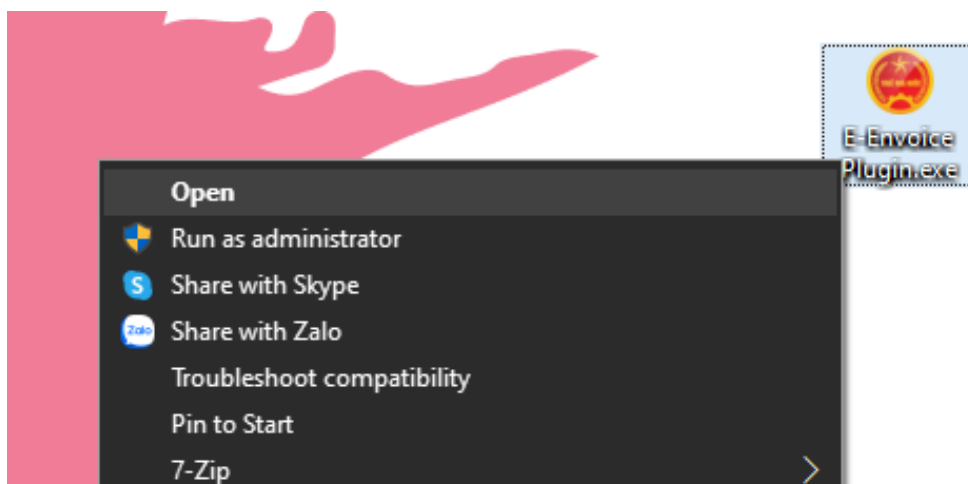 E-Envoice
Plugin.exe
Open
Run as administrator
S
Share with Skype
Zalo
Share with Zalo
Troubleshoot compatibility
Pin to Start
7-Zip